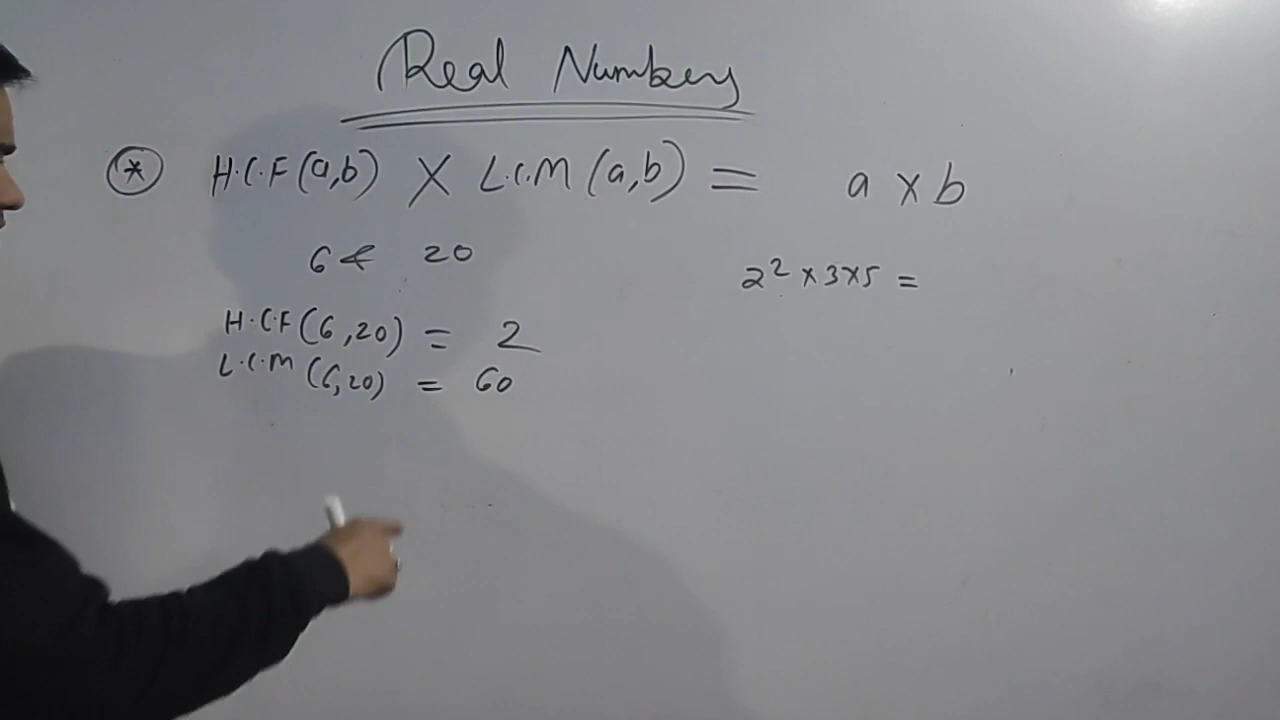 Real Numbers
* H.C.F(a,b) × L.C.M(a,b) = a × b
6 & 20
2² × 3 × 5 =
H.C.F(6,20) = 2
L.C.M(6,20) = 60